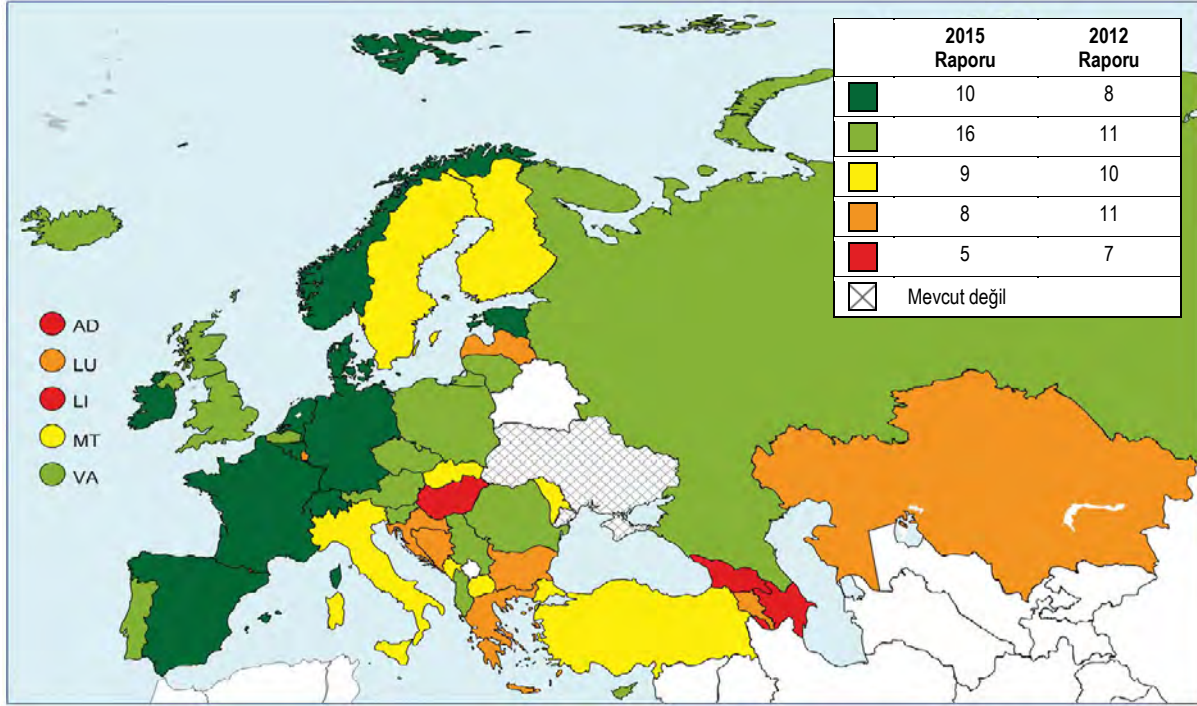 2015 Raporu
2012 Raporu
10 8
16 11
9 10
8 11
5 7
Mevcut değil
AD
LU
LI
MT
VA